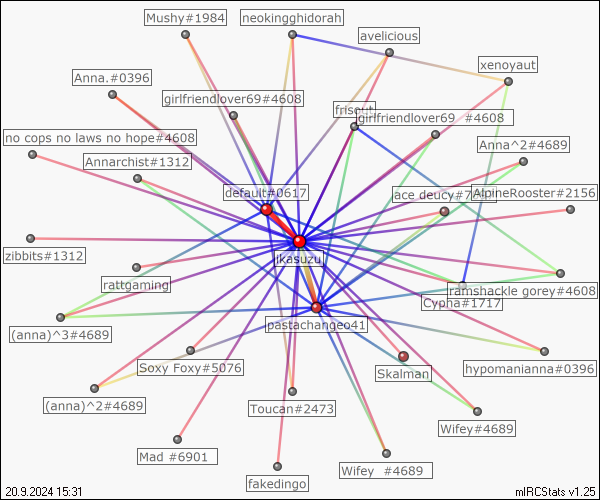 Mushy#1984
neokingghidorah
avelicious
xenoyaut
Anna.#0396
girlfriendlover69#4608
frisout
girlfriendlover69 #4608
no cops no laws no hope#4608
Annarchist#1312
Anna^2#4689
default#0617
ace deucy#7
AlpineRooster#2156
ikasuzu
zibbits#1312
rattgaming
ramshackle gorey#4608
Cypha#1717
pastachangeo41
(anna)^3#4689
Soxy Foxy#5076
Skalman
hypomanianna#0396
(anna)^2#4689
Toucan#2473
Wifey#4689
Mad #6901
Wifey #4689
fakedingo
20.9.2024 15:31
mIRCStats v1.25